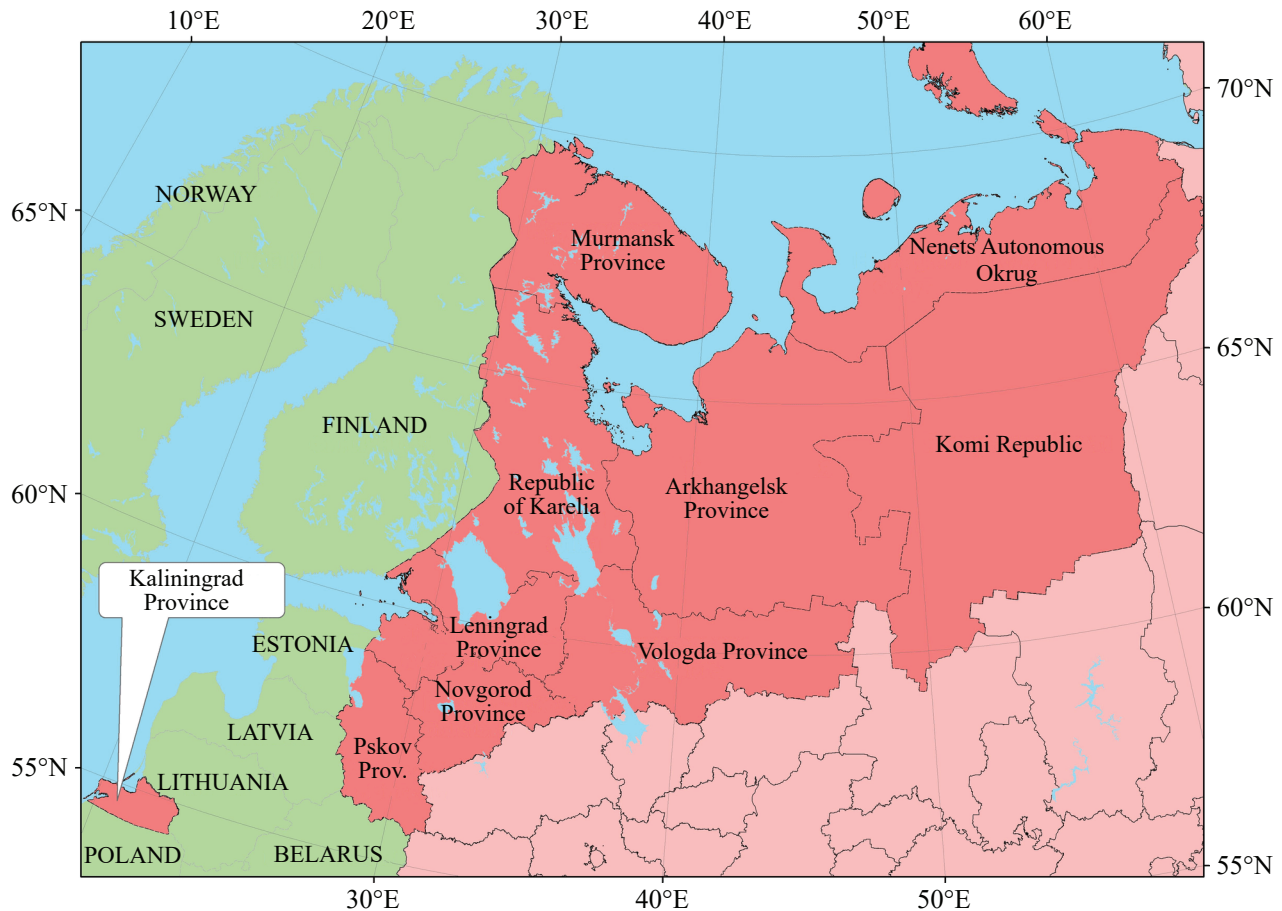 10°E 20°E 30°E 40°E 50°E 60°E
70°N
NORWAY
65°N
Murmansk
Province
Nenets Autonomous
Okrug
SWEDEN
65°N
FINLAND
Komi Republic
60°N
Republic
of Karelia
Arkhangelsk
Province
Kaliningrad
Province
60°N
ESTONIA
Leningrad
Province
Vologda Province
Novgorod
Province
LATVIA
Pskov
Prov.
55°N
LITHUANIA
POLAND
BELARUS
55°N
30°E 40°E 50°E